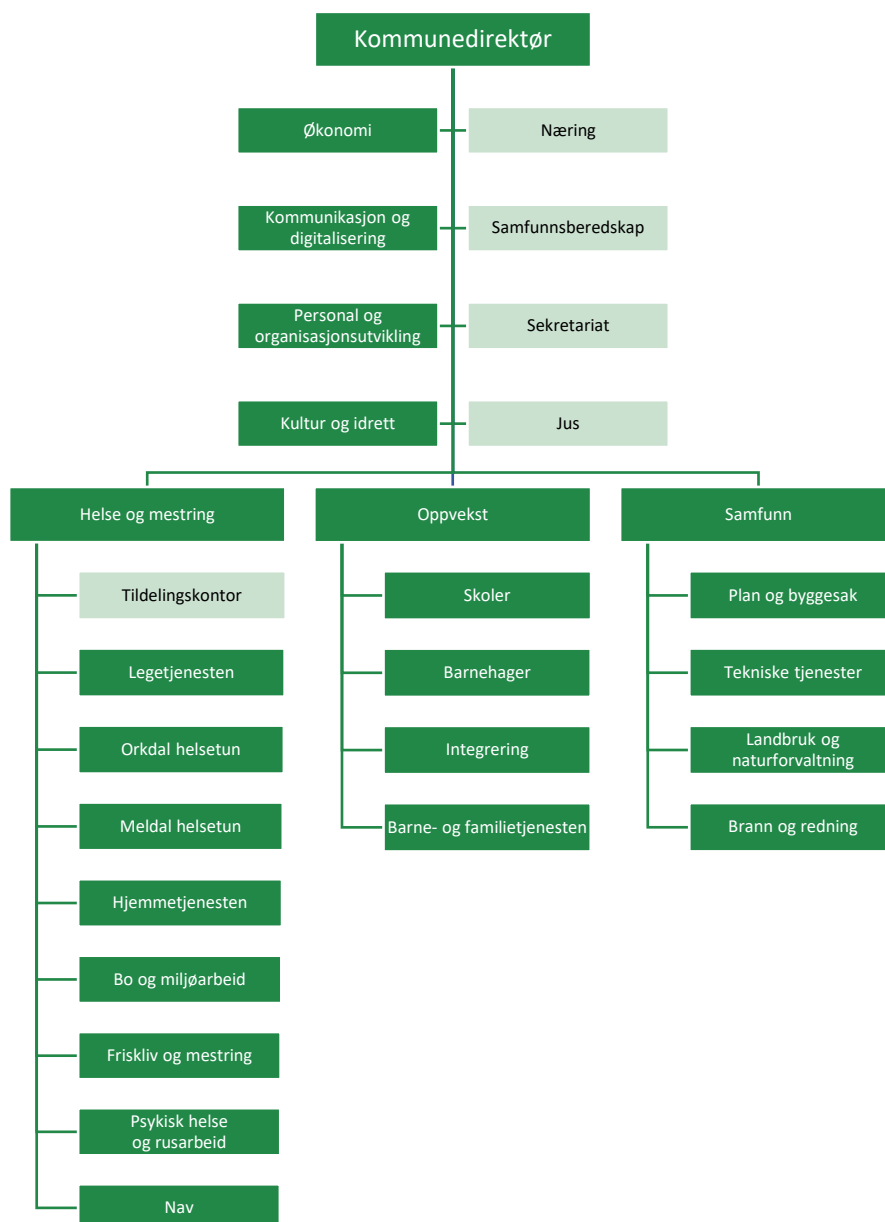 Kommunedirektør
Økonomi
Næring
Kommunikasjon og
digitalisering
Samfunnsberedskap
Personal og
organisasjonsutvikling
Sekretariat
Kultur og idrett
Jus
Helse og mestring
Oppvekst
Samfunn
Tildelingskontor
Legetjenesten
Orkdal helsetun
Meldal helsetun
Hjemmetjenesten
Bo og miljøarbeid
Friskliv og mestring
Psykisk helse
og rusarbeid
Nav
Skoler
Barnehager
Integrering
Barne- og familietjenesten
Plan og byggesak
Tekniske tjenester
Landbruk og
naturforvaltning
Brann og redning